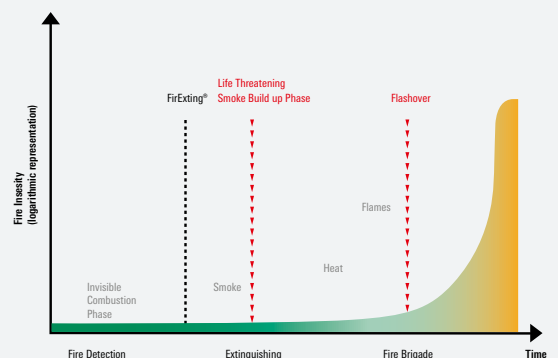 Life Threatening
FirExting® Smoke Build up Phase Flashover
Fire Insesity
(logarithmic representation)
Flames
Heat
Invisible
Combustion
Phase
Smoke
Fire Detection Extinguishing Fire Brigade Time